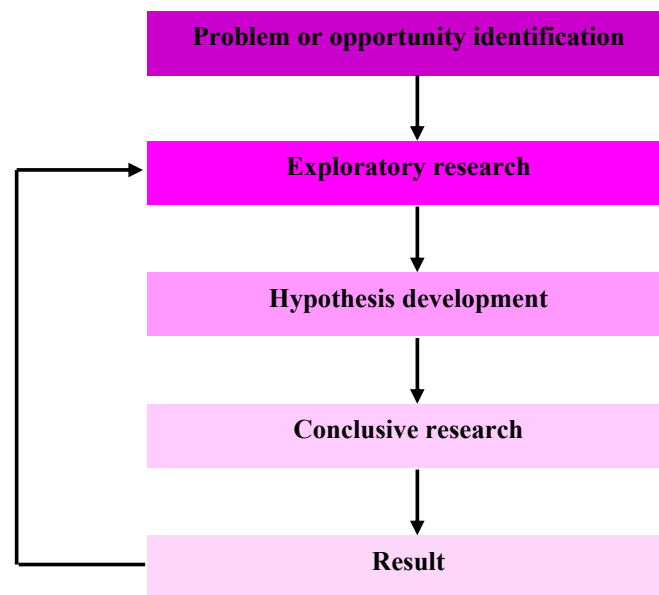 Problem or opportunity identification
Exploratory research
Hypothesis development
Conclusive research
Result